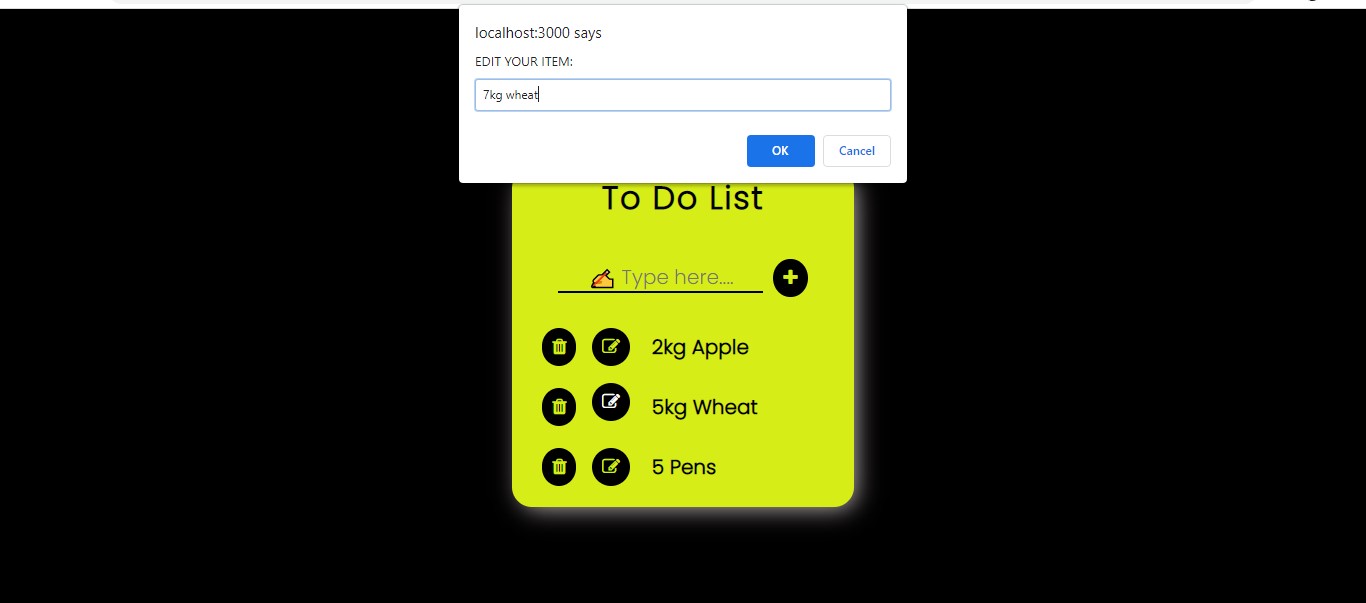 localhost:3000 says
EDIT YOUR ITEM:
7kg wheat
OK Cancel
To Do List
✍ Type here....
2kg Apple
5kg Wheat
5 Pens